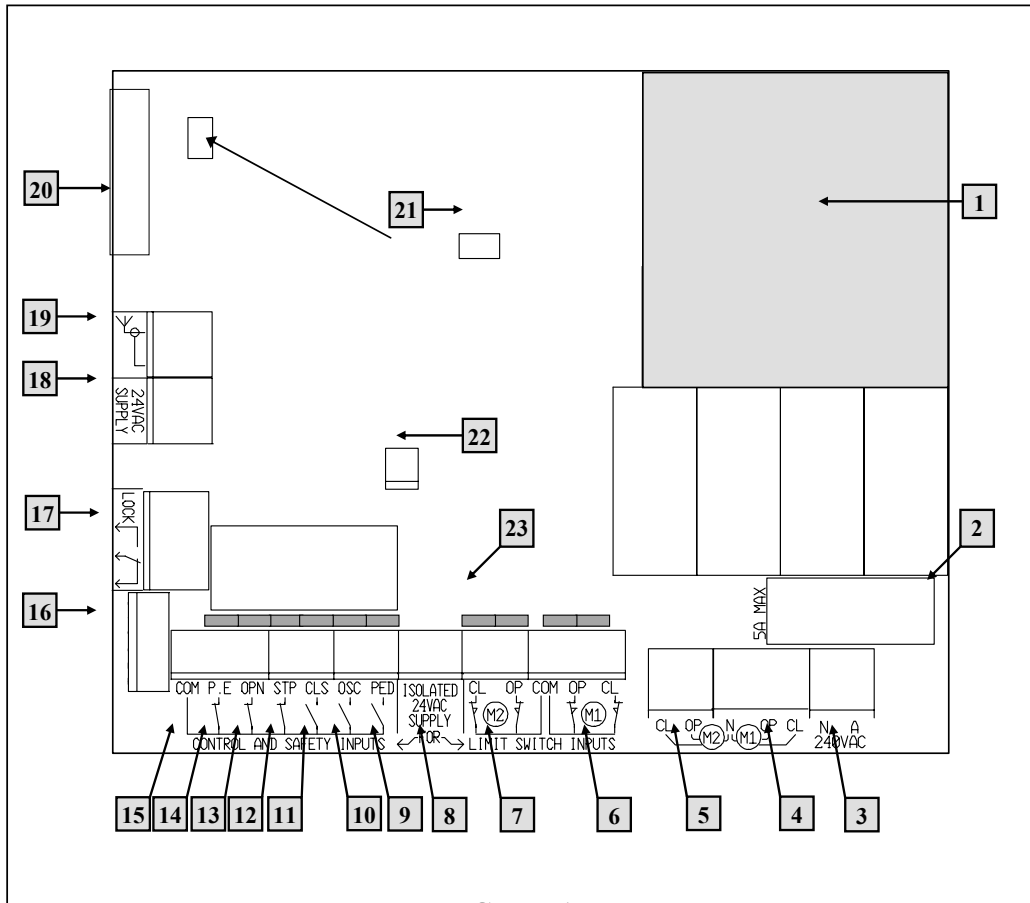 20
21
1
19
18
24VAC
SUPPLY
22
17
LOCK
23
2
16
5A MAX
COM P.E OPN STP CLS OSC PED ISOLATED 24VAC SUPPLY CL OP COM OP CL
M2 M1
CONTROL AND SAFETY INPUTS FOR LIMIT SWITCH INPUTS
CL OP N OP CL N A
M2 M1 240VAC
15 14 13 12 11 10 9 8 7 6 5 4 3